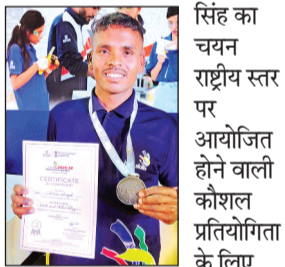 सिंह का
चयन
राष्ट्रीय स्तर
पर
आयोजित
होने वाली
कौशल
प्रतियोगिता
के लिए
CERTIFICATE